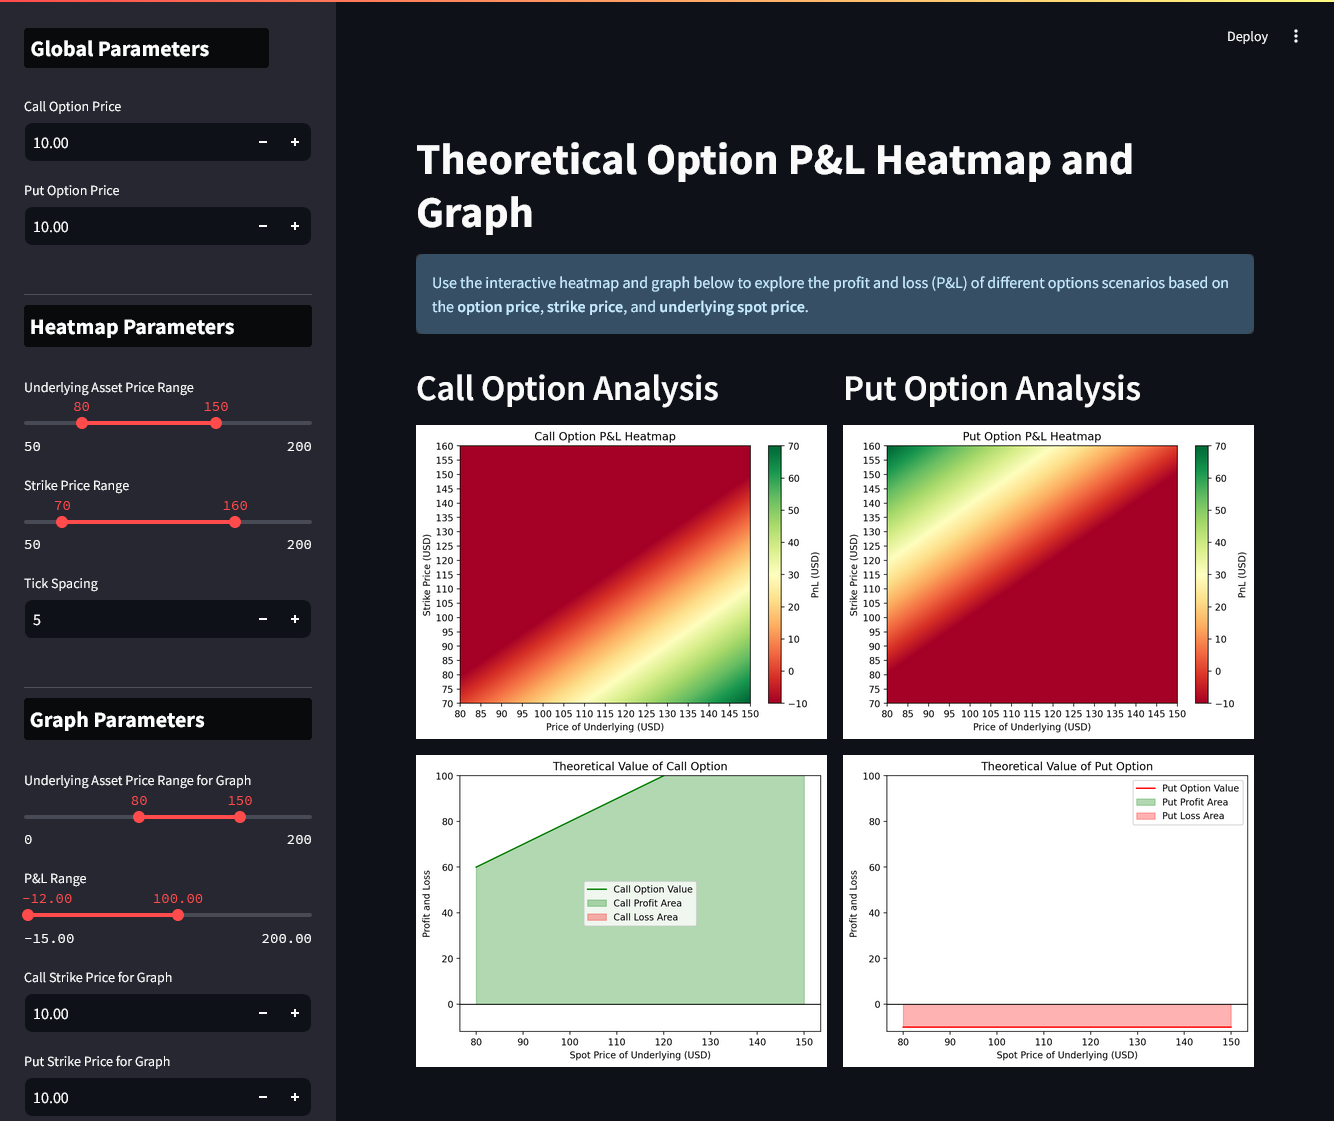 Global Parameters
Call Option Price
10.00
Put Option Price
10.00
Heatmap Parameters
Underlying Asset Price Range
80 150
50 200
Strike Price Range
70 160
50 200
Tick Spacing
5
Graph Parameters
Underlying Asset Price Range for Graph
80 150
0 200
P&L Range
-12.00 100.00
-15.00 200.00
Call Strike Price for Graph
10.00
Put Strike Price for Graph
10.00
Deploy
Theoretical Option P&L Heatmap and
Graph
Use the interactive heatmap and graph below to explore the profit and loss (P&L) of different options scenarios based on
the option price, strike price, and underlying spot price.
Call Option Analysis
Call Option P&L Heatmap
Strike Price (USD)
160
155
150
145
140
135
130
125
120
115
110
105
100
95
90
85
80
75
70
80 85 90 95 100 105 110 115 120 125 130 135 140 145 150
Price of Underlying (USD)
70
60
50
40
30
20
10
0
−10
PnL (USD)
Put Option Analysis
Put Option P&L Heatmap
Strike Price (USD)
160
155
150
145
140
135
130
125
120
115
110
105
100
95
90
85
80
75
70
80 85 90 95 100 105 110 115 120 125 130 135 140 145 150
Price of Underlying (USD)
70
60
50
40
30
20
10
0
−10
PnL (USD)
Theoretical Value of Call Option
Profit and Loss
100
80
60
40
20
0
Call Option Value
Call Profit Area
Call Loss Area
80 90 100 110 120 130 140 150
Spot Price of Underlying (USD)
Theoretical Value of Put Option
Profit and Loss
100
80
60
40
20
0
Put Option Value
Put Profit Area
Put Loss Area
80 90 100 110 120 130 140 150
Spot Price of Underlying (USD)